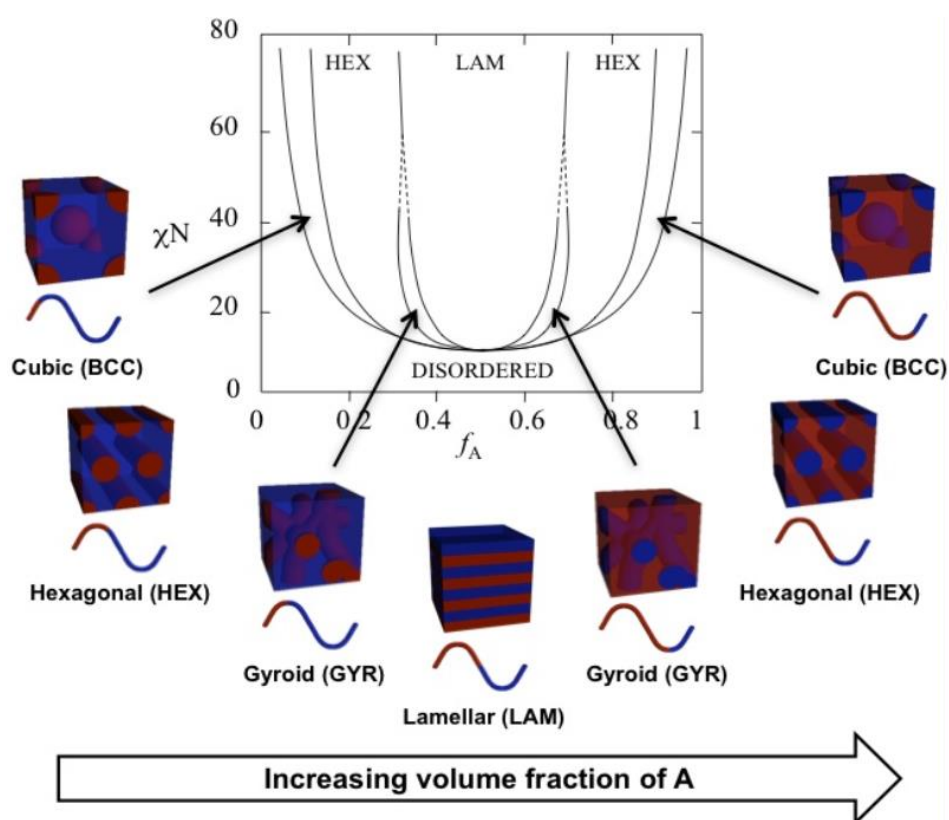 80
HEX LAM HEX
60
χN
40
20
0
DISORDERED
0 0.2 0.4 0.6 0.8 1
f_A
Cubic (BCC)
Cubic (BCC)
Hexagonal (HEX)
Hexagonal (HEX)
Gyroid (GYR)
Gyroid (GYR)
Lamellar (LAM)
Increasing volume fraction of A